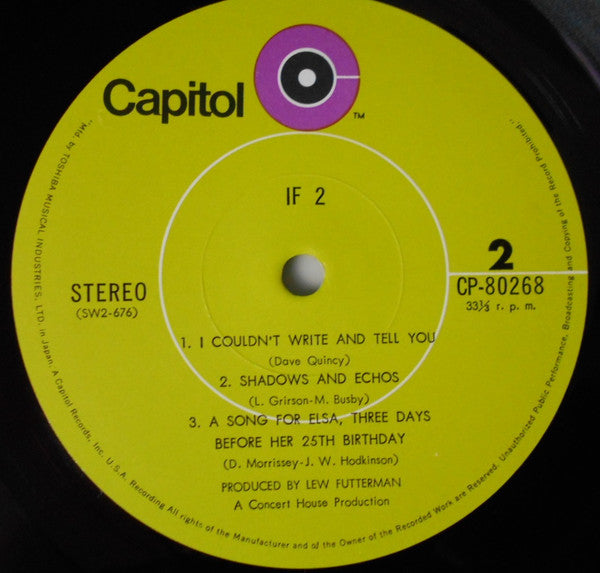 Capitol
TM
IF 2
STEREO
(SW2-676)
2
CP-80268
33⅓ r. p. m.
1. I COULDN'T WRITE AND TELL YOU
(Dave Quincy)
2. SHADOWS AND ECHOS
(L. Grirson-M. Busby)
3. A SONG FOR ELSA, THREE DAYS
BEFORE HER 25TH BIRTHDAY
(D. Morrissey-J. W. Hodkinson)
PRODUCED BY LEW FUTTERMAN
A Concert House Production
"Mfd. by TOSHIBA MUSICAL INDUSTRIES, LTD. in Japan. A Capitol Records, Inc. U.S.A. Recording All rights of the Manufacturer and of the Owner of the Recorded Work are Reserved. Unauthorized Public Performance, Broadcasting and Copying of the Record Prohibited."